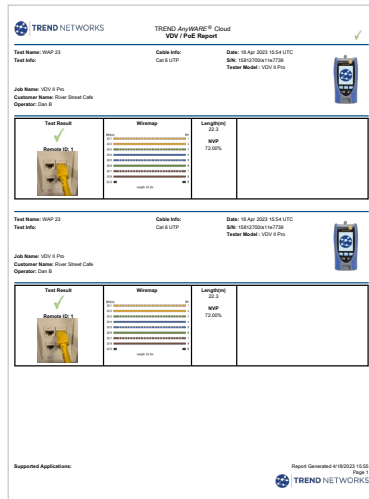 TREND NETWORKS
TREND AnyWARE® Cloud
VDV / PoE Report
Test Name: WAP 23
Cable Info:
Date: 18 Apr 2023 15:54 UTC
Test Info:
Cat 6 UTP
S/N: 15812700/a11e7739
Tester Model : VDV II Pro
Job Name: VDV II Pro
Customer Name: River Street Cafe
Operator: Dan B
Test Result
Wiremap
Length(m)
22.3
NVP
72.00%
Remote ID: 1
Test Name: WAP 23
Cable Info:
Date: 18 Apr 2023 15:54 UTC
Test Info:
Cat 6 UTP
S/N: 15812700/a11e7739
Tester Model : VDV II Pro
Job Name: VDV II Pro
Customer Name: River Street Cafe
Operator: Dan B
Test Result
Wiremap
Length(m)
22.3
NVP
72.00%
Remote ID: 1
Supported Applications:
Report Generated 4/18/2023 15:55
Page 1
TREND NETWORKS